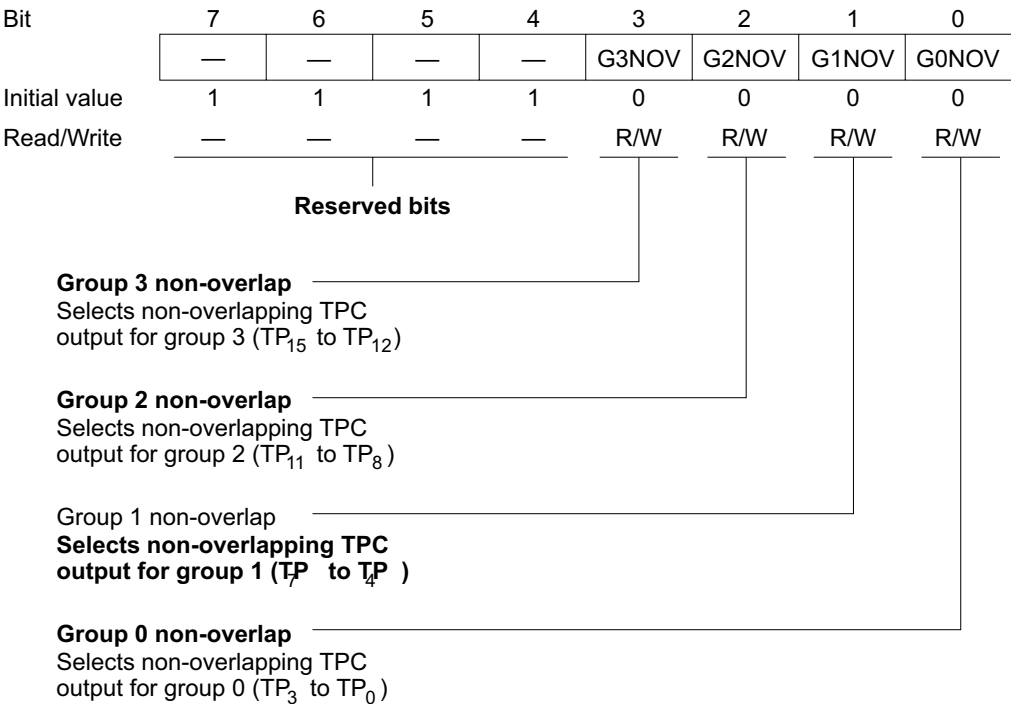 Bit 7 6 5 4 3 2 1 0
— — — — G3NOV G2NOV G1NOV G0NOV
Initial value 1 1 1 1 0 0 0 0
Read/Write — — — — R/W R/W R/W R/W
Reserved bits
Group 3 non-overlap
Selects non-overlapping TPC
output for group 3 (TP15 to TP12)
Group 2 non-overlap
Selects non-overlapping TPC
output for group 2 (TP11 to TP8)
Group 1 non-overlap
Selects non-overlapping TPC
output for group 1 (TP7 to TP4)
Group 0 non-overlap
Selects non-overlapping TPC
output for group 0 (TP3 to TP0)